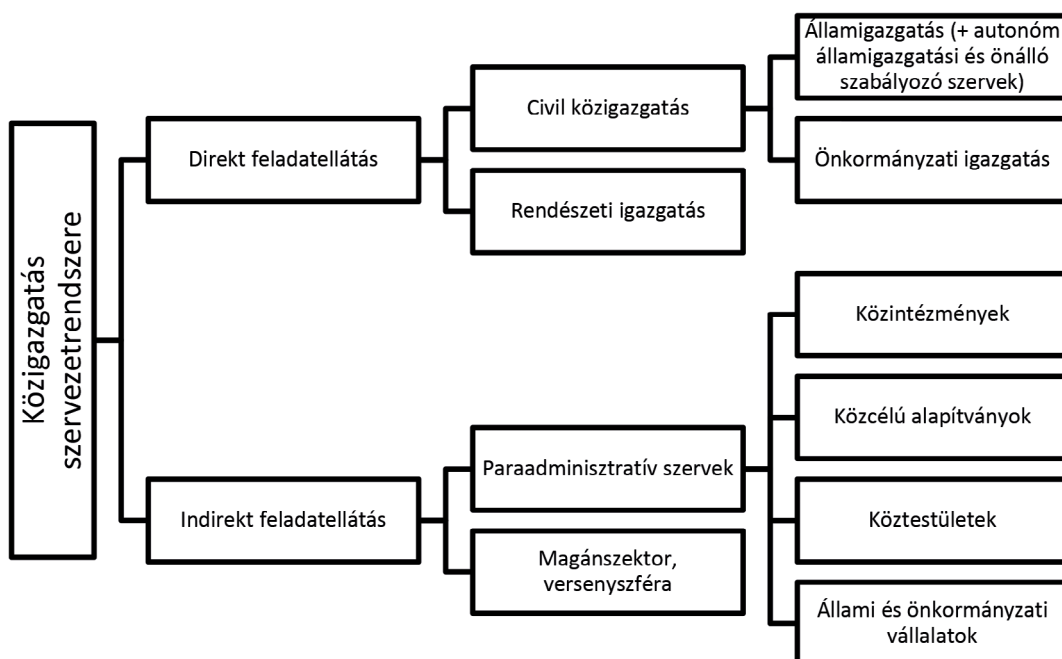 Közigazgatás
szervezetrendszere
Direkt feladatellátás
Civil közigazgatás
Államigazgatás (+ autonóm
államigazgatási és önálló
szabályozó szervek)
Önkormányzati igazgatás
Rendészeti igazgatás
Indirekt feladatellátás
Paraadminisztratív szervek
Közintézmények
Közcélú alapítványok
Köztestületek
Állami és önkormányzati
vállalatok
Magánszektor,
versenyszféra